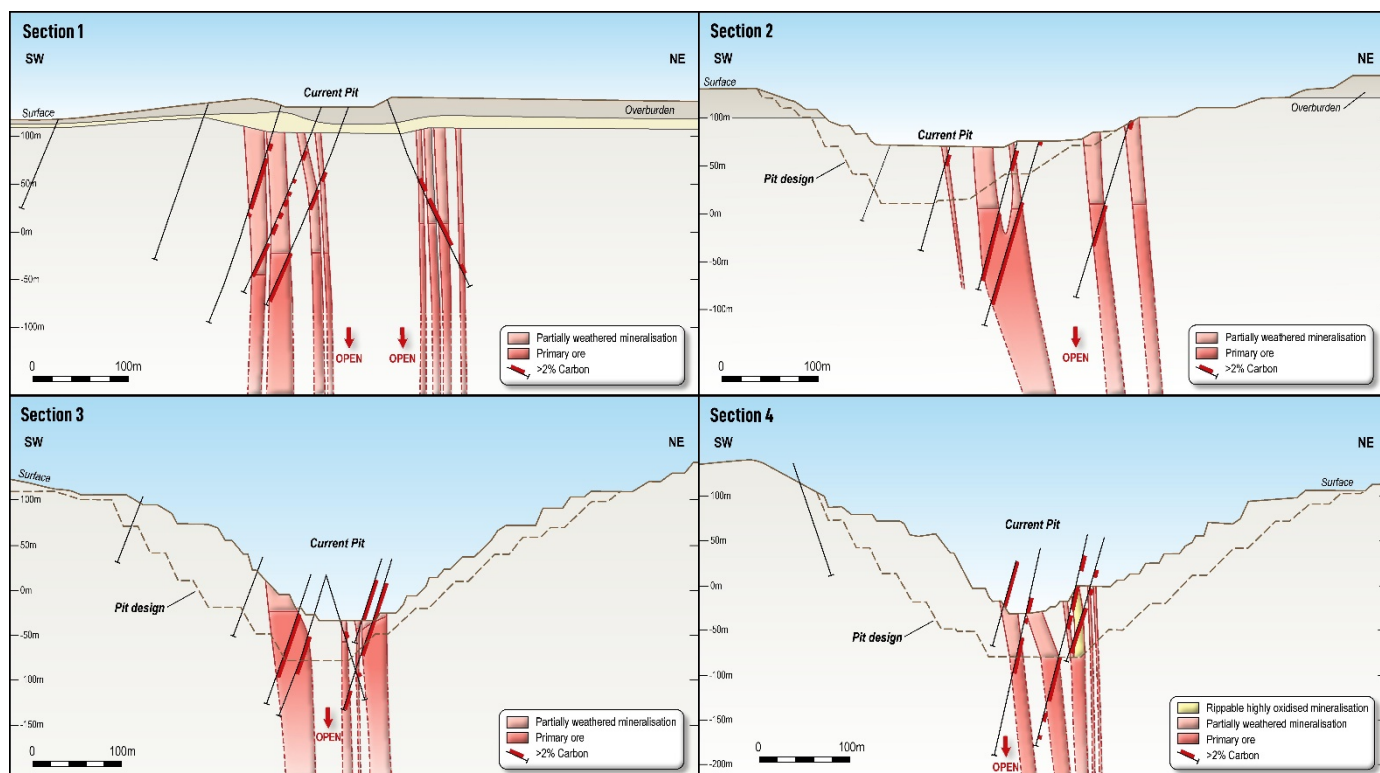 Section 1
SW
NE
Current Pit
Surface
Overburden
100m
50m
0m
-50m
-100m
OPEN
OPEN
0
100m
Partially weathered mineralisation
Primary ore
>2% Carbon
Section 2
SW
NE
Overburden
100m
Current Pit
50m
Pit design
0m
-50m
-100m
OPEN
0
100m
Partially weathered mineralisation
Primary ore
>2% Carbon
Section 3
SW
NE
Surface
100m
50m
Current Pit
0m
Pit design
-50m
-100m
-150m
OPEN
0
100m
Partially weathered mineralisation
Primary ore
>2% Carbon
Section 4
SW
NE
Surface
100m
Current Pit
50m
0m
Pit design
-50m
-100m
-150m
-200m
OPEN
0
100m
Rippable highly oxidised mineralisation
Partially weathered mineralisation
Primary ore
>2% Carbon